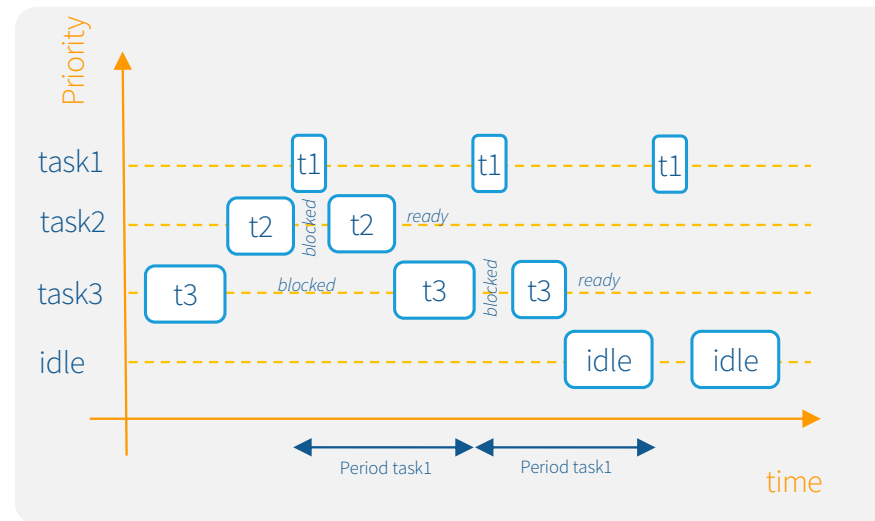 Priority
task1
t1
t1
t1
task2
t2
blocked
t2
ready
task3
t3
blocked
t3
blocked
t3
ready
idle
idle
idle
Period task1
Period task1
time